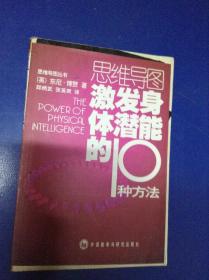 思维导图丛书
[英] 东尼·博赞 著
思维导图
激发身
体潜能
的10
种方法
THE
POWER OF
PHYSICAL
INTELLIGENCE
外语教学与研究出版社